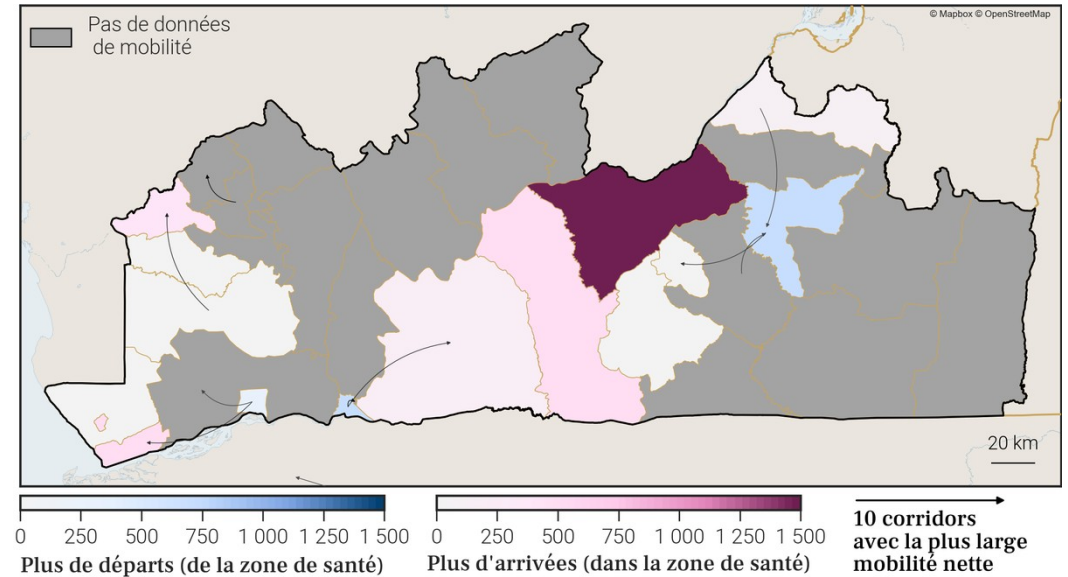 Pas de données
de mobilité
© Mapbox © OpenStreetMap
20 km
0 250 500 750 1 000 1 250 1 500
Plus de départs (de la zone de santé)
0 250 500 750 1 000 1 250 1 500
Plus d'arrivées (dans la zone de santé)
10 corridors
avec la plus large
mobilité nette